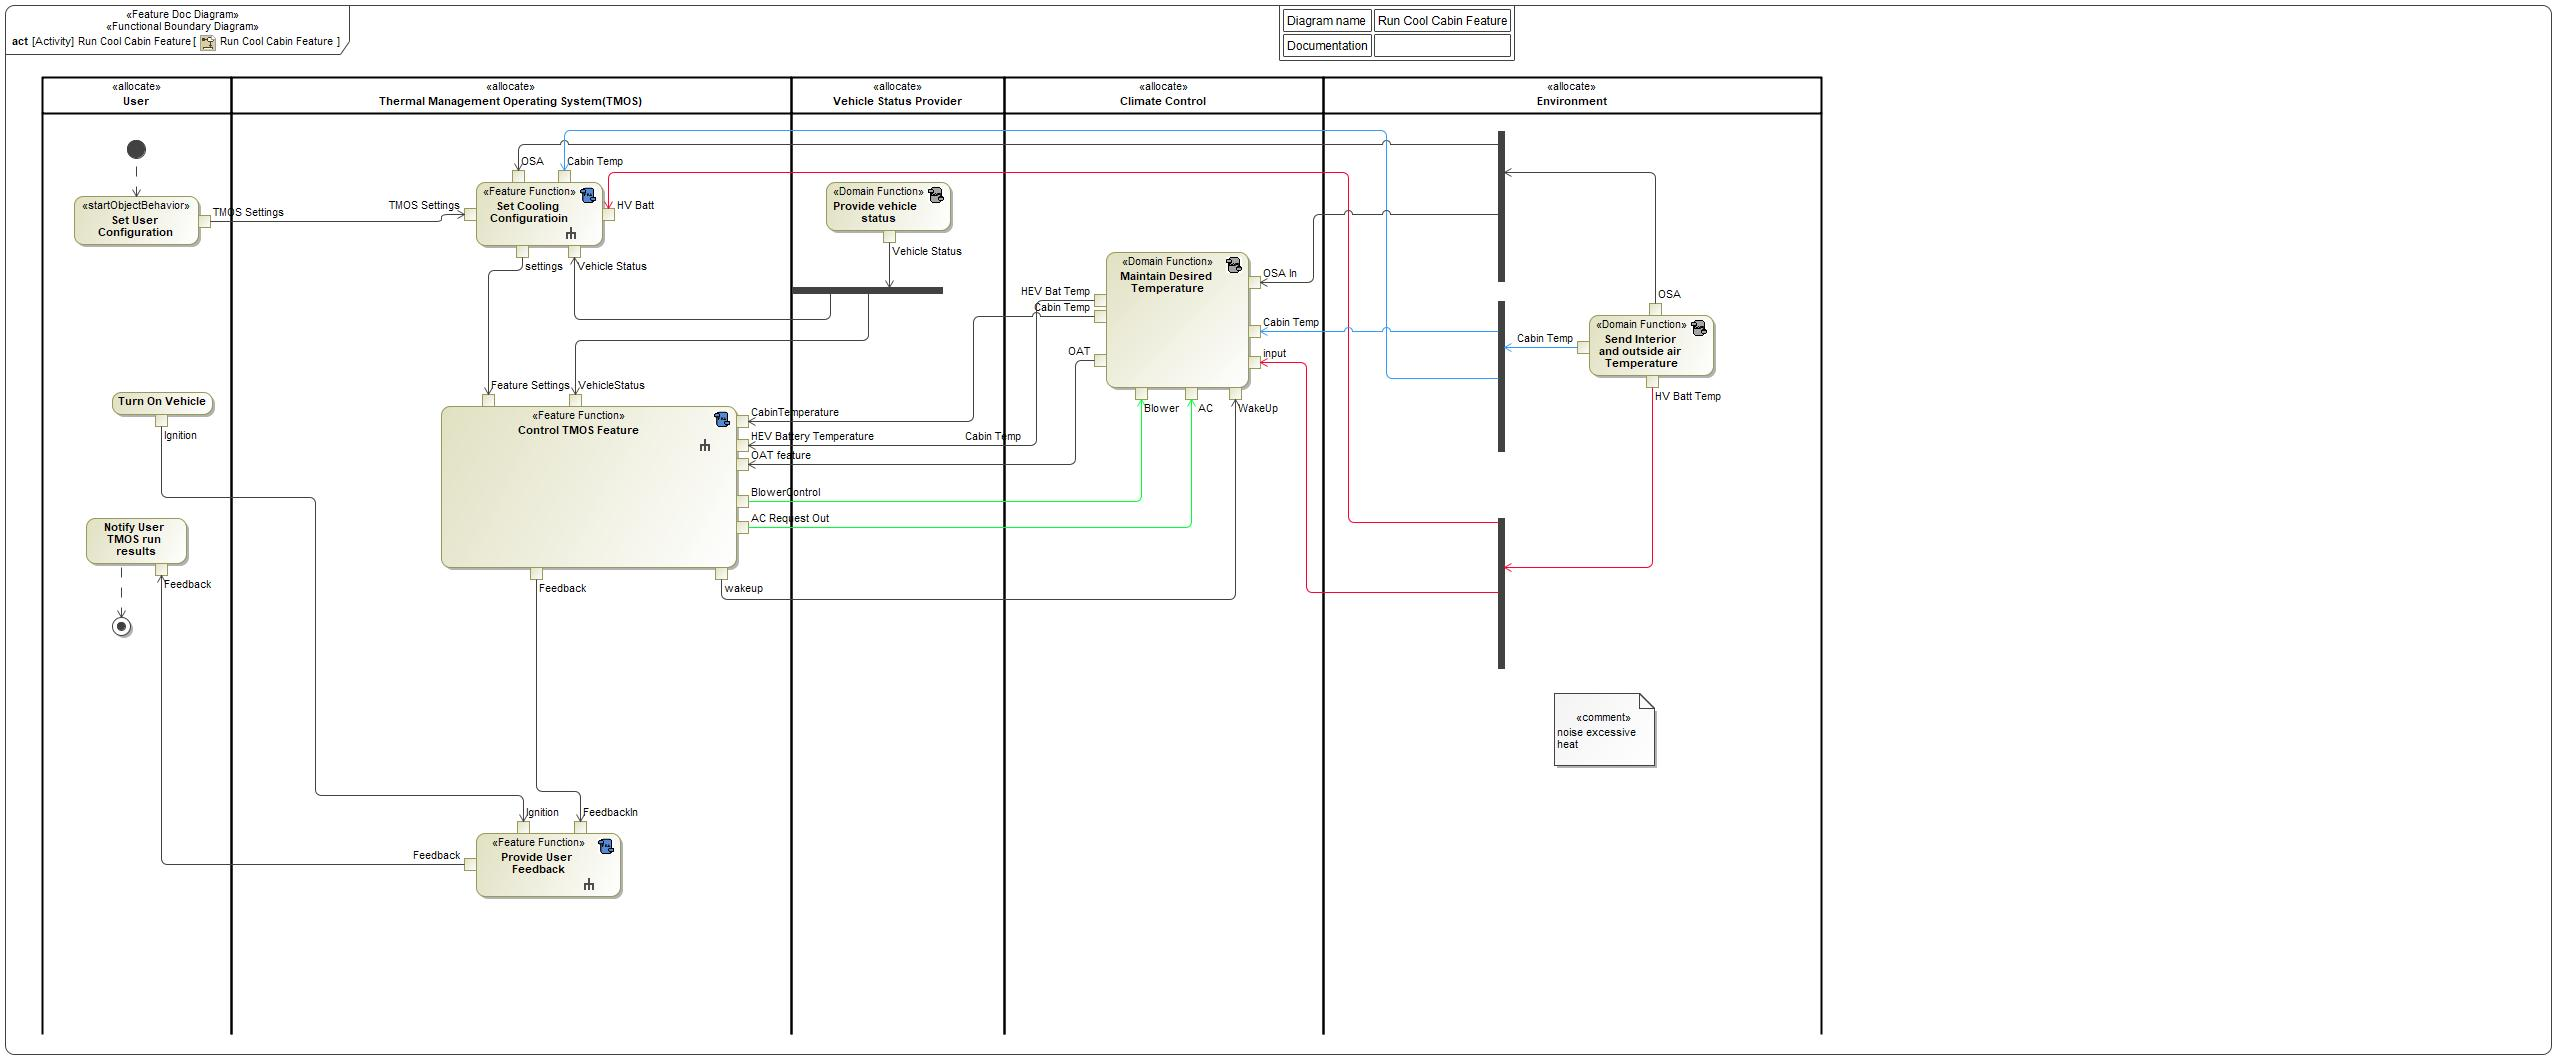 «Feature Doc Diagram»
«Functional Boundary Diagram»
act [Activity] Run Cool Cabin Feature [ Run Cool Cabin Feature ]
Diagram name Run Cool Cabin Feature
Documentation
«allocate»
User
«allocate»
Thermal Management Operating System(TMOS)
«allocate»
Vehicle Status Provider
«allocate»
Climate Control
«allocate»
Environment
«startObjectBehavior»
Set User
Configuration
TMOS Settings
TMOS Settings
OSA
Cabin Temp
HV Batt
«Feature Function»
Set Cooling
Configuratioin
settings
Vehicle Status
«Domain Function»
Provide vehicle
status
Vehicle Status
«Domain Function»
Maintain Desired
Temperature
HEV Bat Temp
Cabin Temp
OAT
OSA In
Cabin Temp
input
Blower
AC
WakeUp
OSA
«Domain Function»
Send Interior
and outside air
Temperature
Cabin Temp
HV Batt Temp
Turn On Vehicle
Ignition
Notify User
TMOS run
results
Feedback
Feature Settings
VehicleStatus
«Feature Function»
Control TMOS Feature
CabinTemperature
HEV Battery Temperature
Cabin Temp
OAT feature
BlowerControl
AC Request Out
Feedback
wakeup
«comment»
noise excessive
heat
Ignition
FeedbackIn
Feedback
«Feature Function»
Provide User
Feedback